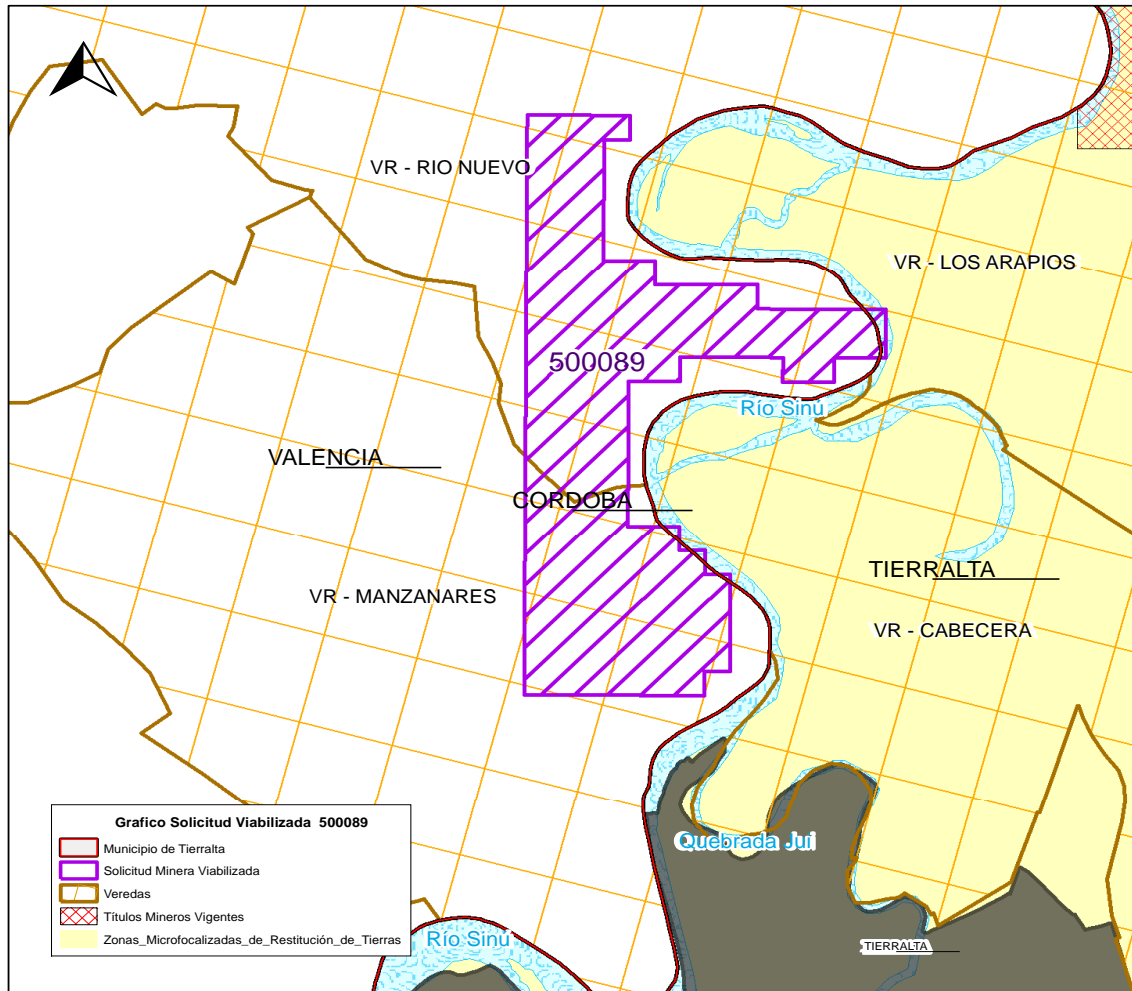 VR - RIO NUEVO
VR - LOS ARAPIOS
500089
Río Sinú
VALENCIA
CORDOBA
TIERRALTA
VR - MANZANARES
VR - CABECERA
Grafico Solicitud Viabilizada 500089
Municipio de Tierralta
Solicitud Minera Viabilizada
Veredas
Títulos Mineros Vigentes
Zonas_Microfocalizadas_de_Restitución_de_Tierras
Quebrada Jui
Río Sinú
TIERRALTA